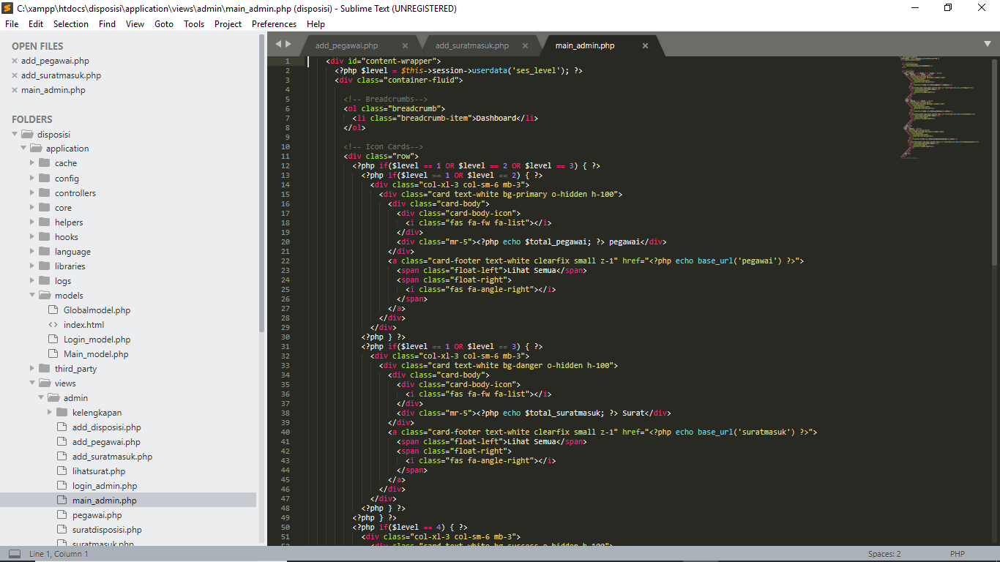 C:\xampp\htdocs\disposisi\application\views\admin\main_admin.php (disposisi) - Sublime Text (UNREGISTERED)
File Edit Selection Find View Goto Tools Project Preferences Help
OPEN FILES
add_pegawai.php
add_suratmasuk.php
main_admin.php
FOLDERS
disposisi
application
cache
config
controllers
core
helpers
hooks
language
libraries
logs
models
Globalmodel.php
index.html
Login_model.php
Main_model.php
third_party
views
admin
kelengkapan
add_disposisi.php
add_pegawai.php
add_suratmasuk.php
lihatsurat.php
login_admin.php
main_admin.php
pegawai.php
suratdisposisi.php
suratmasuk.php
add_pegawai.php add_suratmasuk.php main_admin.php
1 <div id="content-wrapper">
2 <?php $level = $this->session->userdata('ses_level'); ?>
3 <div class="container-fluid">
4
5 <!-- Breadcrumbs-->
6 <ol class="breadcrumb">
7 <li class="breadcrumb-item">Dashboard</li>
8 </ol>
9
10 <!-- Icon Cards-->
11 <div class="row">
12 <?php if($level == 1 OR $level == 2 OR $level == 3) { ?>
13 <?php if($level == 1 OR $level == 2) { ?>
14 <div class="col-xl-3 col-sm-6 mb-3">
15 <div class="card text-white bg-primary o-hidden h-100">
16 <div class="card-body">
17 <div class="card-body-icon">
18 <i class="fas fa-fw fa-list"></i>
19 </div>
20 <div class="mr-5"><?php echo $total_pegawai; ?> pegawai</div>
21 </div>
22 <a class="card-footer text-white clearfix small z-1" href="<?php echo base_url('pegawai') ?>">
23 <span class="float-left">Lihat Semua</span>
24 <span class="float-right">
25 <i class="fas fa-angle-right"></i>
26 </span>
27 </a>
28 </div>
29 </div>
30 <?php } ?>
31 <?php if($level == 1 OR $level == 3) { ?>
32 <div class="col-xl-3 col-sm-6 mb-3">
33 <div class="card text-white bg-danger o-hidden h-100">
34 <div class="card-body">
35 <div class="card-body-icon">
36 <i class="fas fa-fw fa-list"></i>
37 </div>
38 <div class="mr-5"><?php echo $total_suratmasuk; ?> Surat</div>
39 </div>
40 <a class="card-footer text-white clearfix small z-1" href="<?php echo base_url('suratmasuk') ?>">
41 <span class="float-left">Lihat Semua</span>
42 <span class="float-right">
43 <i class="fas fa-angle-right"></i>
44 </span>
45 </a>
46 </div>
47 </div>
48 <?php } ?>
49 <?php } ?>
50 <?php if($level == 4) { ?>
51 <div class="col-xl-3 col-sm-6 mb-3">
52 <div class="card text-white bg-success o-hidden h-100">
Line 1, Column 1 Spaces: 2 PHP